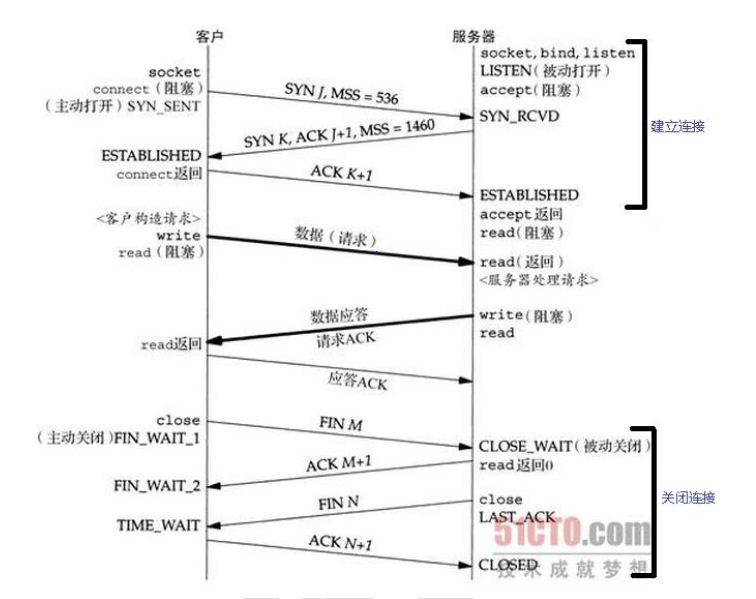 客户
服务器
socket, bind, listen
LISTEN(被动打开)
accept(阻塞)
socket
connect(阻塞)
(主动打开) SYN_SENT
SYN J, MSS = 536
SYN_RCVD
建立连接
SYN K, ACK J+1, MSS = 1460
ESTABLISHED
connect返回
ACK K+1
ESTABLISHED
accept返回
read(阻塞)
<客户构造请求>
write
read(阻塞)
数据(请求)
read(返回)
<服务器处理请求>
数据应答
请求ACK
write(阻塞)
read
read返回
应答ACK
close
(主动关闭)FIN_WAIT_1
FIN M
CLOSE_WAIT(被动关闭)
read返回0
ACK M+1
FIN_WAIT_2
FIN N
close
LAST_ACK
关闭连接
TIME_WAIT
ACK N+1
CLOSED
51CTO.com
技术成就梦想